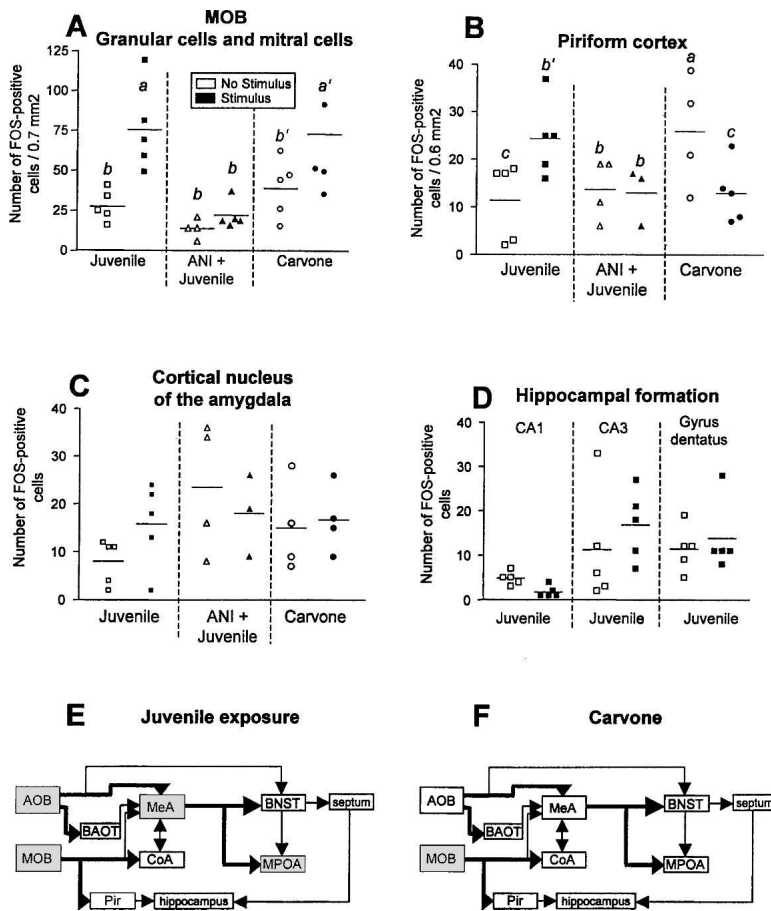 A
MOB
Granular cells and mitral cells
Number of FOS-positive
cells / 0.7 mm2
125
100
75
50
25
0
No Stimulus
Stimulus
b
a
b
b
b'
a'
Juvenile
ANI +
Juvenile
Carvone
B
Piriform cortex
Number of FOS-positive
cells / 0.6 mm2
40
30
20
10
0
c
b'
b
b
a
c
Juvenile
ANI +
Juvenile
Carvone
C
Cortical nucleus
of the amygdala
Number of FOS-positive
cells
40
30
20
10
0
Juvenile
ANI +
Juvenile
Carvone
D
Hippocampal formation
Number of FOS-positive
cells
40
30
20
10
0
CA1
CA3
Gyrus
dentatus
Juvenile
Juvenile
Juvenile
E
Juvenile exposure
AOB
BAOT
MOB
MeA
CoA
BNST
septum
MPOA
Pir
hippocampus
F
Carvone
AOB
BAOT
MOB
MeA
CoA
BNST
septum
MPOA
Pir
hippocampus